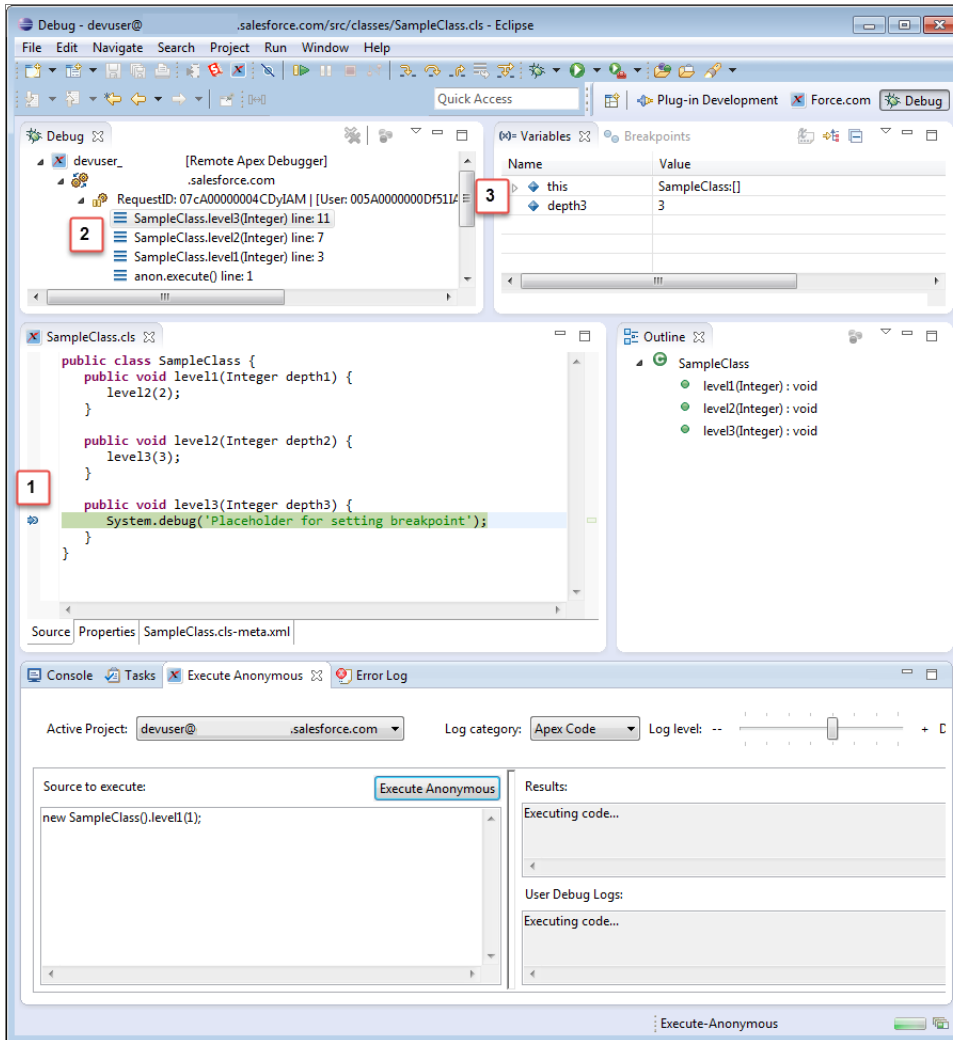 Debug - devuser@ .salesforce.com/src/classes/SampleClass.cls - Eclipse
File Edit Navigate Search Project Run Window Help
Quick Access
Plug-in Development Force.com Debug
Debug
devuser_ [Remote Apex Debugger]
.salesforce.com
RequestID: 07cA00000004CDyIAM | [User: 005A0000000Df51IA
SampleClass.level3(Integer) line: 11
2
SampleClass.level2(Integer) line: 7
SampleClass.level1(Integer) line: 3
anon.execute() line: 1
(x)= Variables Breakpoints
Name Value
3
this SampleClass:[]
depth3 3
SampleClass.cls
public class SampleClass {
public void level1(Integer depth1) {
level2(2);
}
public void level2(Integer depth2) {
level3(3);
}
1
public void level3(Integer depth3) {
System.debug('Placeholder for setting breakpoint');
}
}
Source Properties SampleClass.cls-meta.xml
Outline
SampleClass
level1(Integer) : void
level2(Integer) : void
level3(Integer) : void
Console Tasks Execute Anonymous Error Log
Active Project: devuser@ .salesforce.com Log category: Apex Code Log level: -- + D
Source to execute: Execute Anonymous
new SampleClass().level1(1);
Results:
Executing code...
User Debug Logs:
Executing code...
Execute-Anonymous